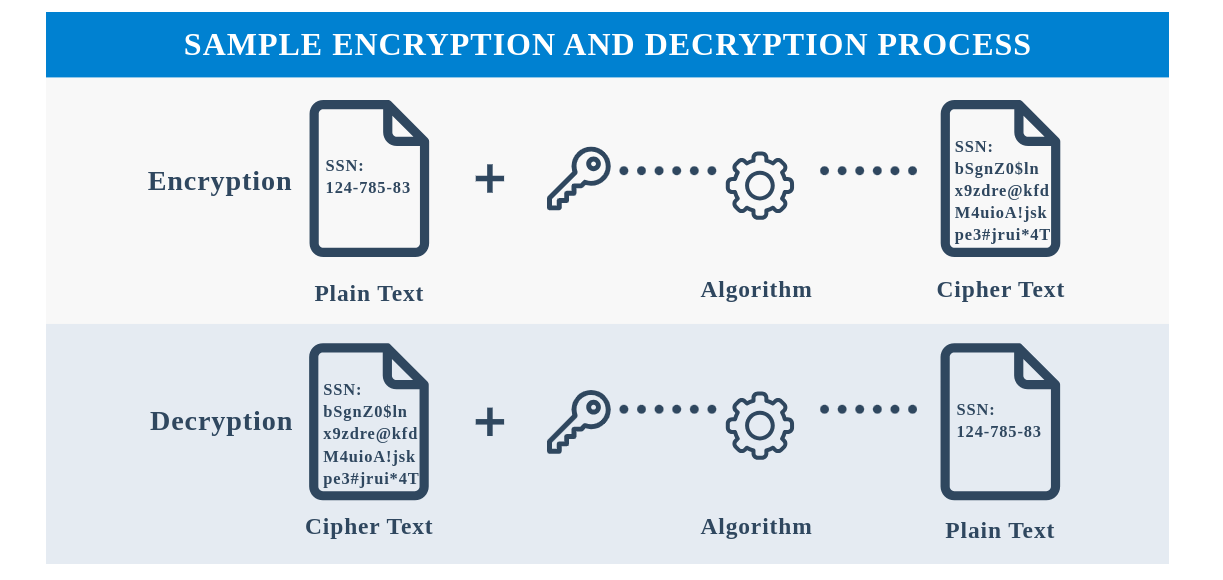 SAMPLE ENCRYPTION AND DECRYPTION PROCESS
Encryption
SSN:
124-785-83
Plain Text
Algorithm
SSN:
bSgnZ0$ln
x9zdre@kfd
M4uioA!jsk
pe3#jrui*4T
Cipher Text
Decryption
SSN:
bSgnZ0$ln
x9zdre@kfd
M4uioA!jsk
pe3#jrui*4T
Cipher Text
Algorithm
SSN:
124-785-83
Plain Text